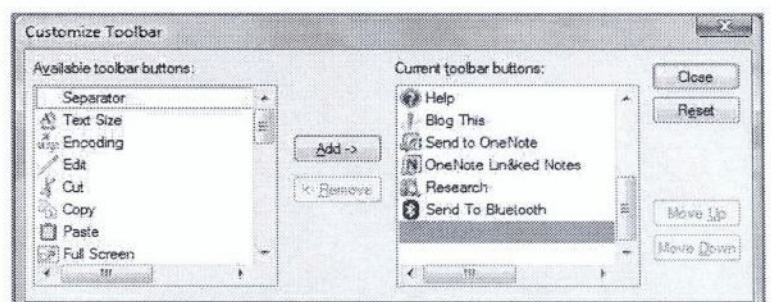 Customize Toolbar
Available toolbar buttons:
Separator
Text Size
Encoding
Edit
Cut
Copy
Paste
Full Screen
Add ->
<- Remove
Current toolbar buttons:
Help
Blog This
Send to OneNote
OneNote Lin&ked Notes
Research
Send To Bluetooth
Close
Reset
Move Up
Move Down